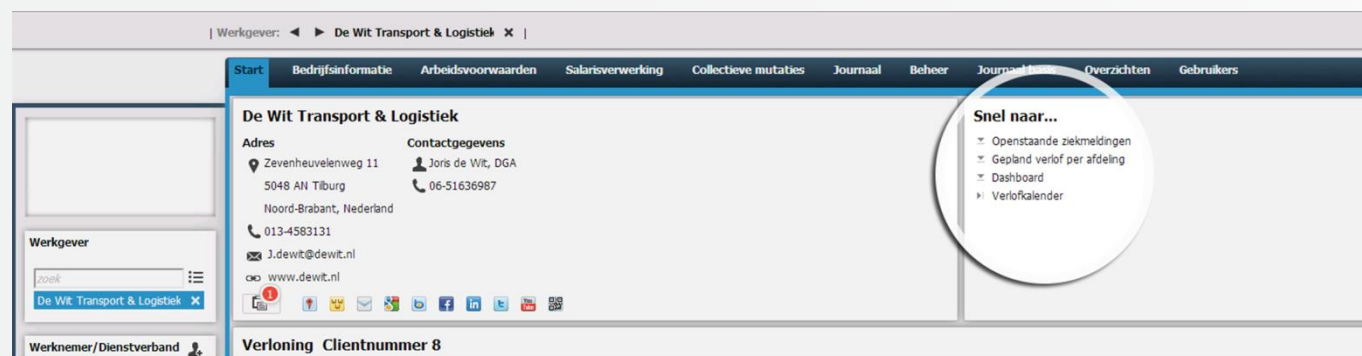 | Werkgever: ◀ ▶ De Wit Transport & Logistiek ✕ |
Start Bedrijfsinformatie Arbeidsvoorwaarden Salarisverwerking Collectieve mutaties Journaal Beheer Journaal basis Overzichten Gebruikers
De Wit Transport & Logistiek
Adres
Zevenheuvelenweg 11
5048 AN Tilburg
Noord-Brabant, Nederland
013-4583131
J.dewit@dewit.nl
www.dewit.nl
1
Contactgegevens
Joris de Wit, DGA
06-51636987
Snel naar...
Openstaande ziekmeldingen
Gepland verlof per afdeling
Dashboard
Verlofkalender
Werkgever
zoek
De Wit Transport & Logistiek ✕
Werknemer/Dienstverband
Verloning Clientnummer 8